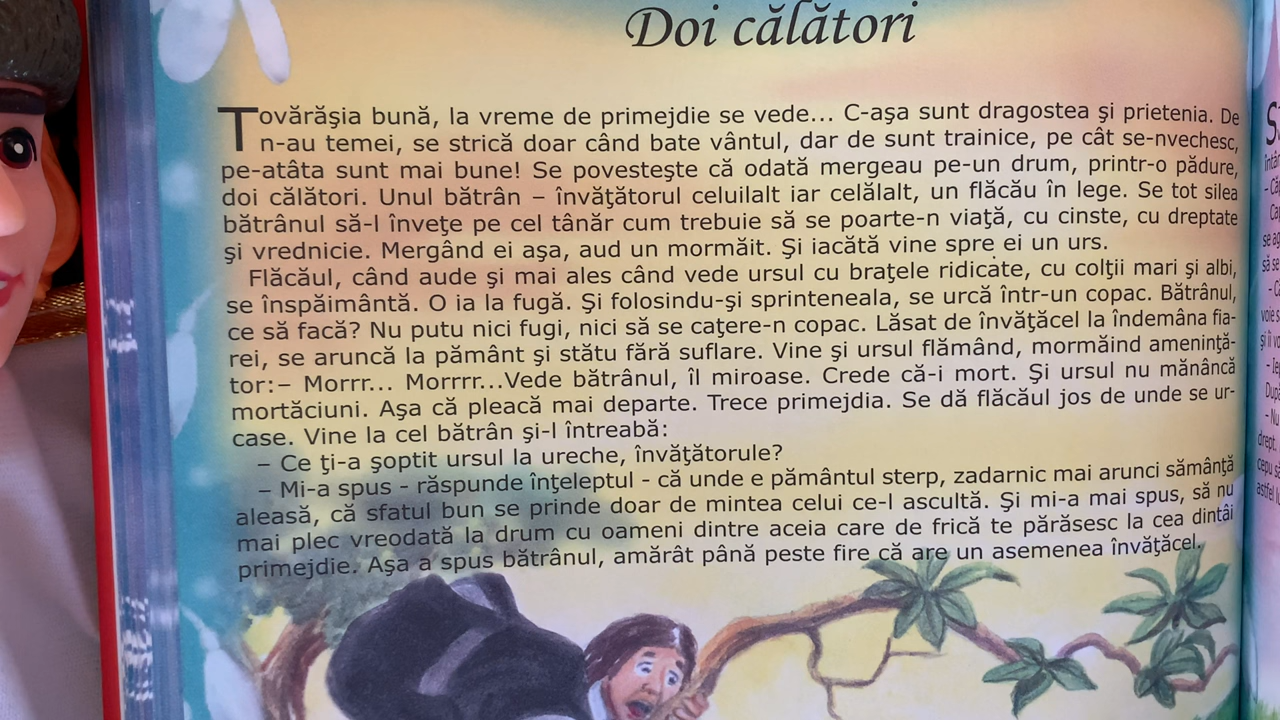 Doi călători
Tovărăşia bună, la vreme de primejdie se vede... C-aşa sunt dragostea şi prietenia. De
n-au temei, se strică doar când bate vântul, dar de sunt trainice, pe cât se-nvechesc,
pe-atâta sunt mai bune! Se povesteşte că odată mergeau pe-un drum, printr-o pădure,
doi călători. Unul bătrân – învăţătorul celuilalt iar celălalt, un flăcău în lege. Se tot silea
bătrânul să-l înveţe pe cel tânăr cum trebuie să se poarte-n viaţă, cu cinste, cu dreptate
şi vrednicie. Mergând ei aşa, aud un mormăit. Şi iacătă vine spre ei un urs.
Flăcăul, când aude şi mai ales când vede ursul cu braţele ridicate, cu colţii mari şi albi,
se înspăimântă. O ia la fugă. Şi folosindu-şi sprinteneala, se urcă într-un copac. Bătrânul,
ce să facă? Nu putu nici fugi, nici să se caţere-n copac. Lăsat de învăţăcel la îndemâna fia-
rei, se aruncă la pământ şi stătu fără suflare. Vine şi ursul flămând, mormăind ameninţă-
tor:– Morrr... Morrrr...Vede bătrânul, îl miroase. Crede că-i mort. Şi ursul nu mănâncă
mortăciuni. Aşa că pleacă mai departe. Trece primejdia. Se dă flăcăul jos de unde se ur-
case. Vine la cel bătrân şi-l întreabă:
– Ce ţi-a şoptit ursul la ureche, învăţătorule?
– Mi-a spus - răspunde înţeleptul - că unde e pământul sterp, zadarnic mai arunci sămânţă
aleasă, că sfatul bun se prinde doar de mintea celui ce-l ascultă. Şi mi-a mai spus, să nu
mai plec vreodată la drum cu oameni dintre aceia care de frică te părăsesc la cea dintâi
primejdie. Aşa a spus bătrânul, amărât până peste fire că are un asemenea învăţăcel.